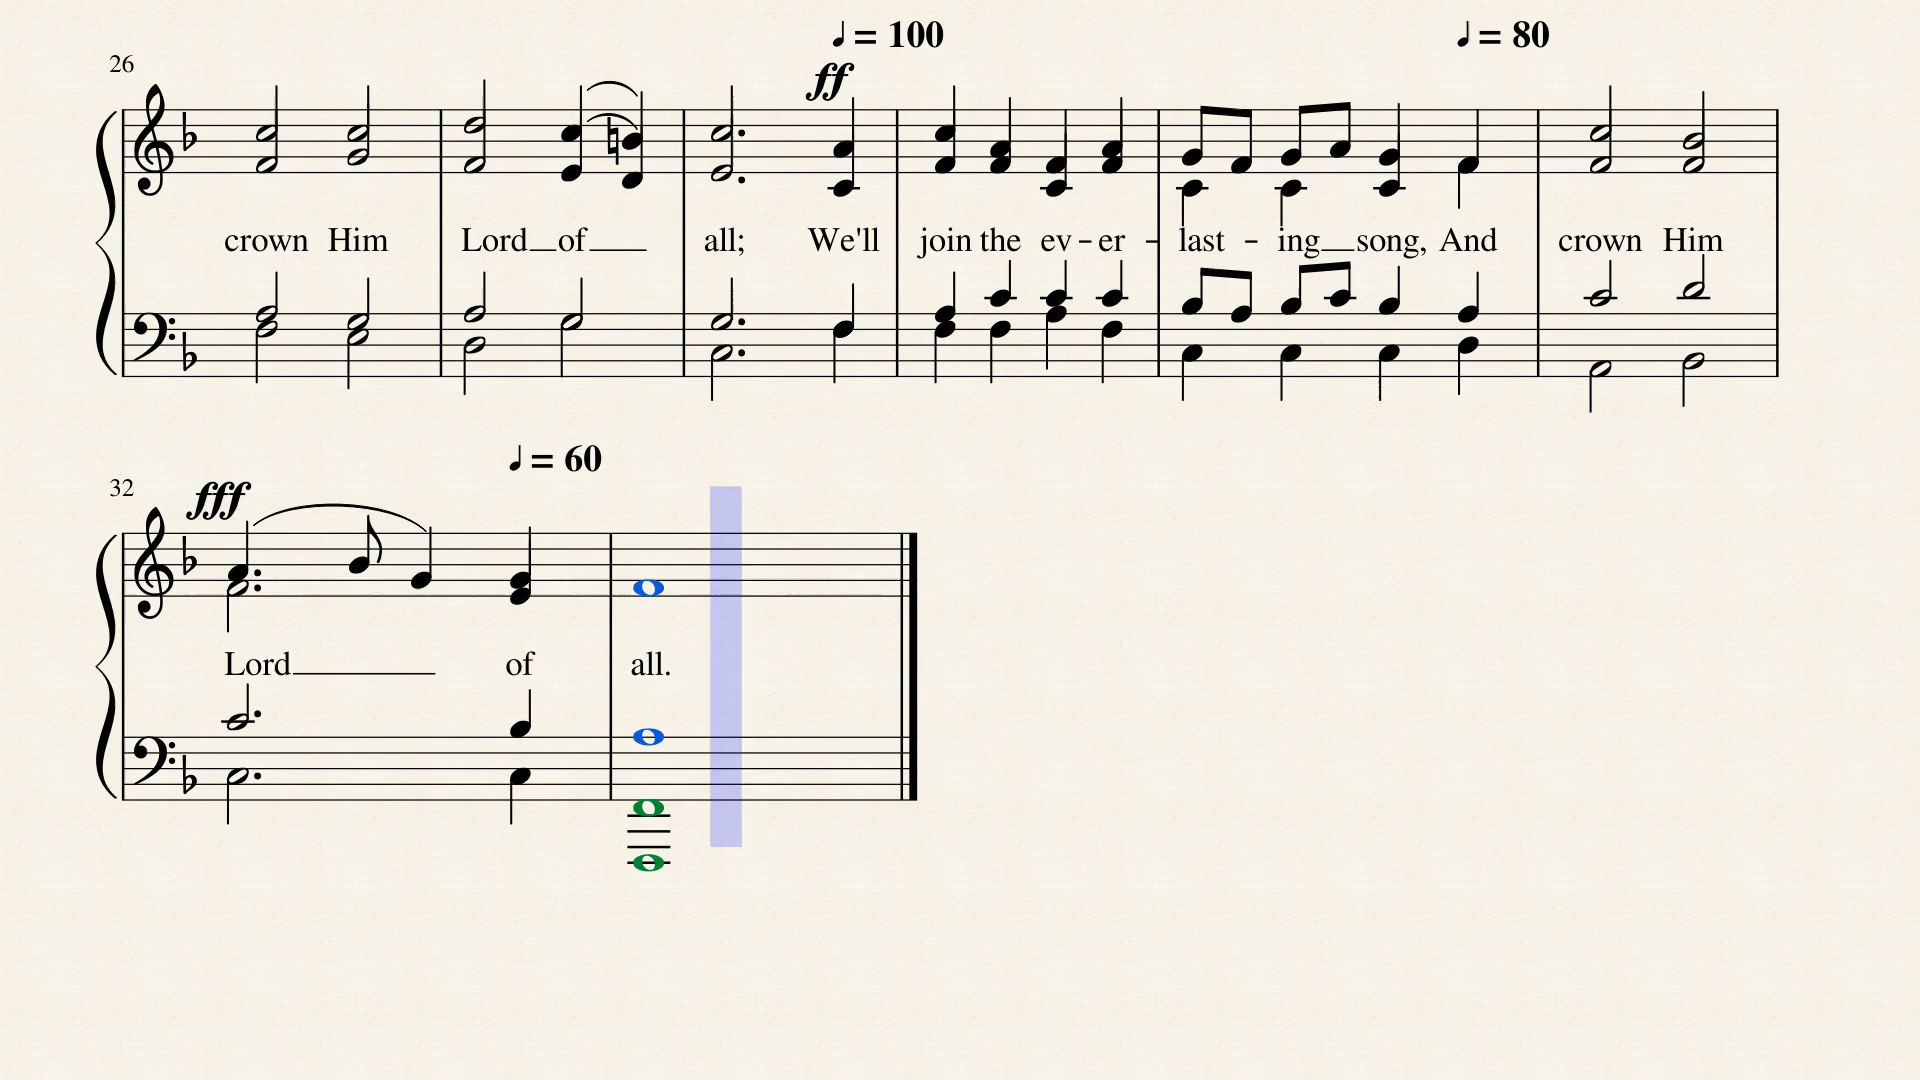 ♩ = 100 ♩ = 80
26
ff
crown Him Lord of all; We'll join the ev - er - last - ing song, And crown Him
♩ = 60
32
fff
Lord of all.